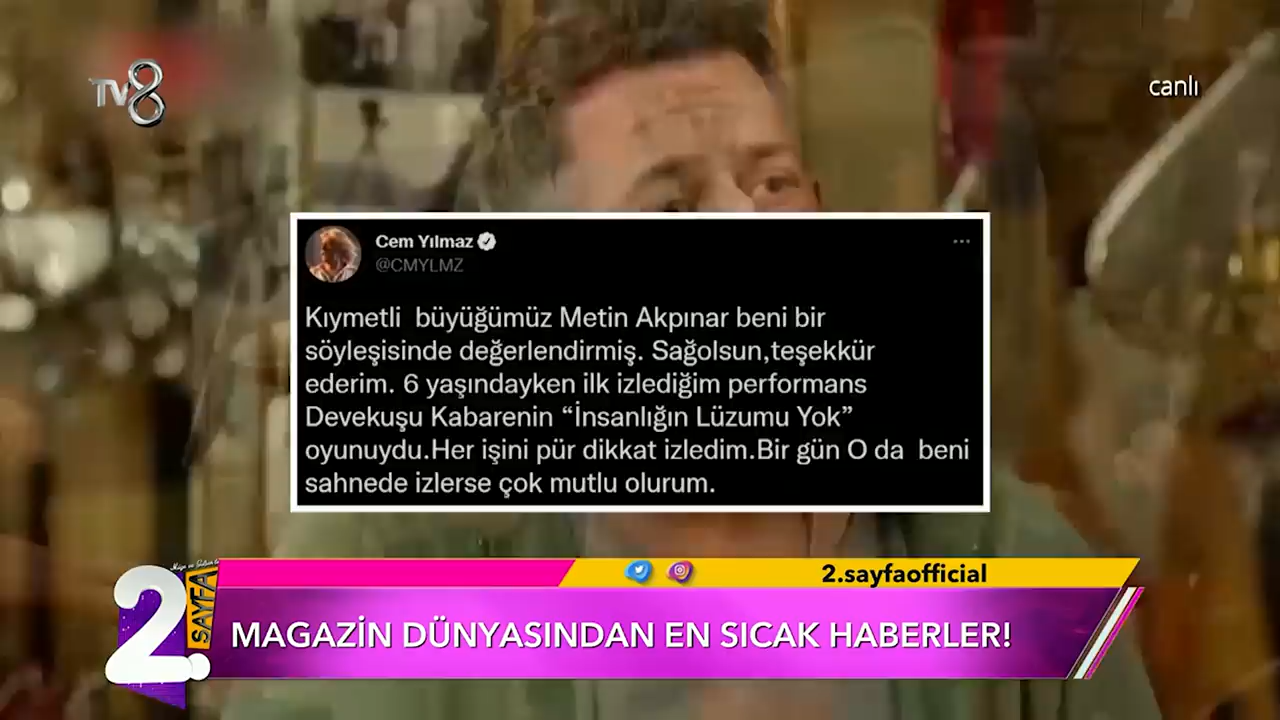 TV8
canlı
Cem Yılmaz
@CMYLMZ
Kıymetli  büyüğümüz Metin Akpınar beni bir
söyleşisinde değerlendirmiş. Sağolsun,teşekkür
ederim. 6 yaşındayken ilk izlediğim performans
Devekuşu Kabarenin “İnsanlığın Lüzumu Yok”
oyunuydu.Her işini pür dikkat izledim.Bir gün O da  beni
sahnede izlerse çok mutlu olurum.
2.sayfaofficial
2. SAYFA
MAGAZİN DÜNYASINDAN EN SICAK HABERLER!